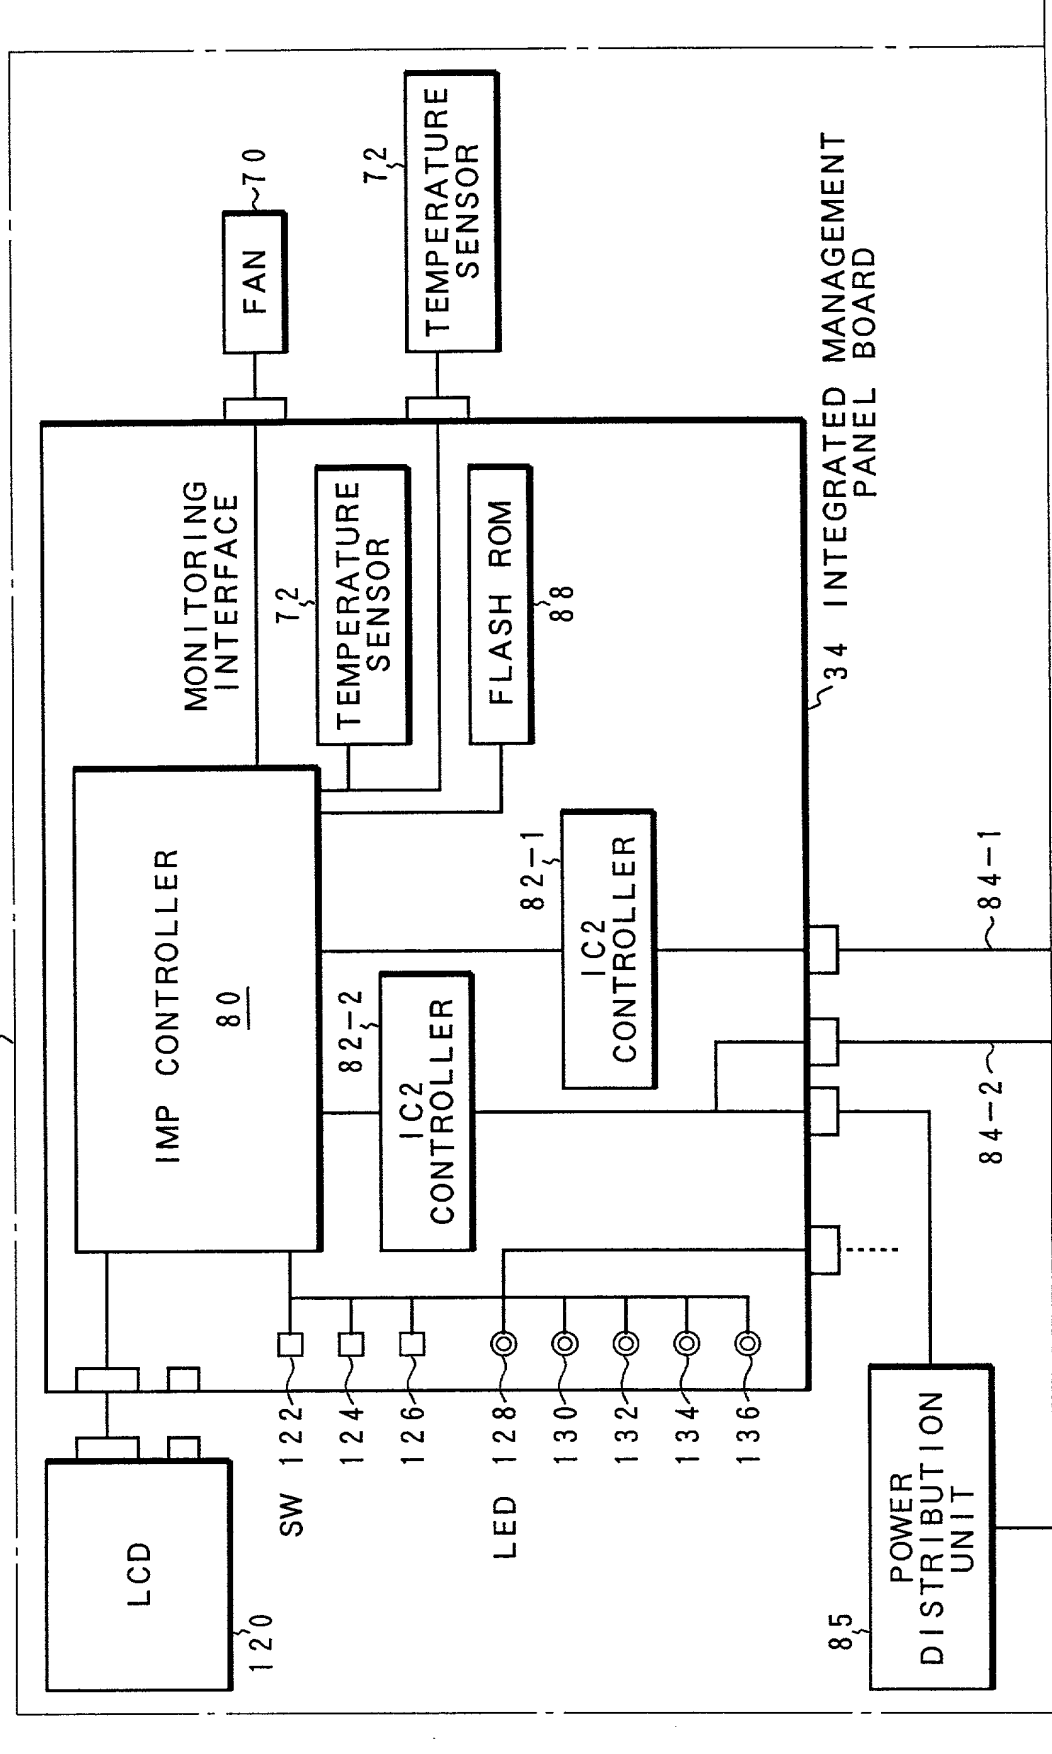 LCD
120
SW 122
124
126
LED 128
130
132
134
136
POWER
DISTRIBUTION
UNIT
85
IMP CONTROLLER
80
82-2
IC2
CONTROLLER
82-1
IC2
CONTROLLER
84-2
84-1
MONITORING
INTERFACE
72
TEMPERATURE
SENSOR
FLASH ROM
88
FAN
70
72
TEMPERATURE
SENSOR
34 INTEGRATED MANAGEMENT
PANEL BOARD